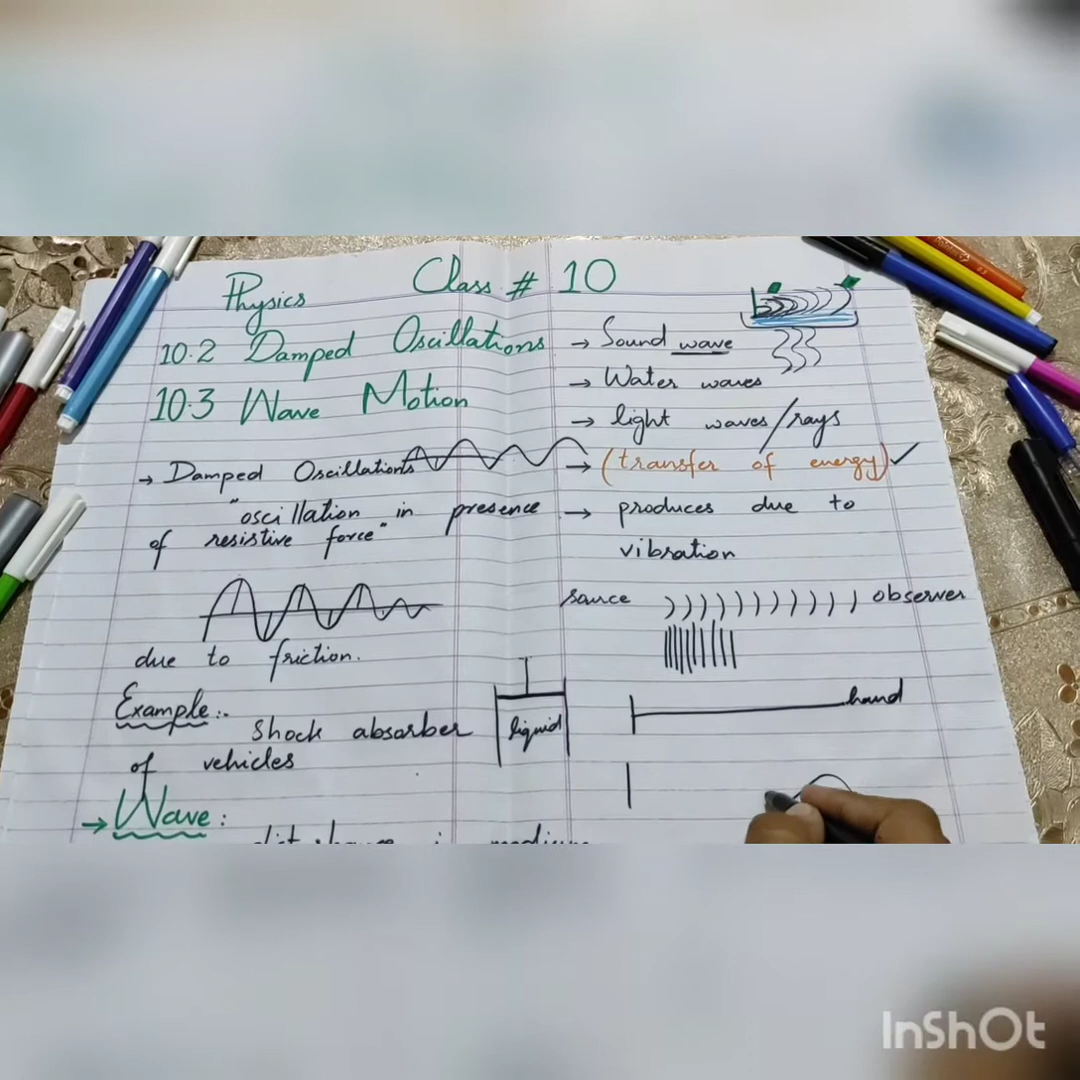 Physics Class # 10
10.2 Damped Oscillations
10.3 Wave Motion
→ Damped Oscillations
"oscillation in presence
of resistive force"
due to friction.
Example:-
Shock absorber
of vehicles
liquid
→ Wave:
→ Sound wave
→ Water waves
→ light waves/rays
→ (transfer of energy) ✓
→ produces due to
vibration
saurce
observer
hand
InShOt